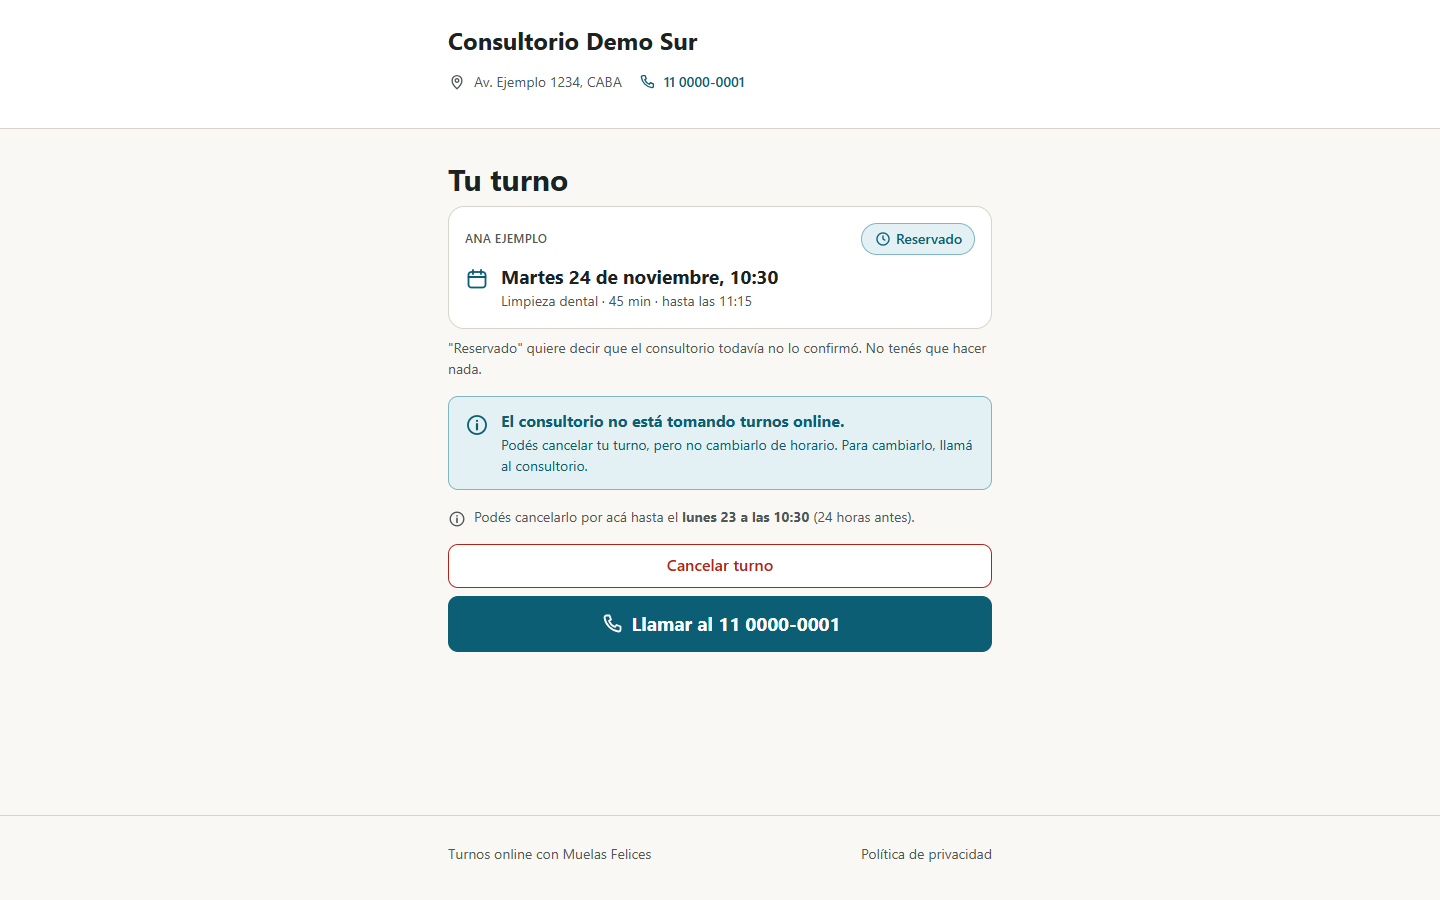 Consultorio Demo Sur
Av. Ejemplo 1234, CABA 11 0000-0001
Tu turno
ANA EJEMPLO Reservado
Martes 24 de noviembre, 10:30
Limpieza dental · 45 min · hasta las 11:15
"Reservado" quiere decir que el consultorio todavía no lo confirmó. No tenés que hacer
nada.
El consultorio no está tomando turnos online.
Podés cancelar tu turno, pero no cambiarlo de horario. Para cambiarlo, llamá
al consultorio.
Podés cancelarlo por acá hasta el lunes 23 a las 10:30 (24 horas antes).
Cancelar turno
Llamar al 11 0000-0001
Turnos online con Muelas Felices Política de privacidad